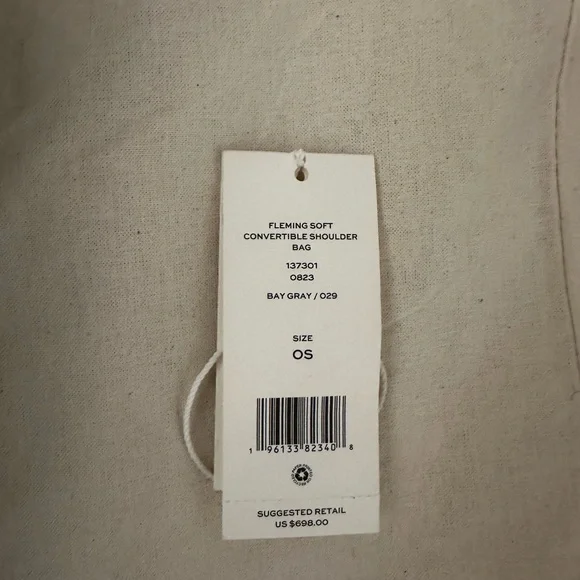 FLEMING SOFT
CONVERTIBLE SHOULDER
BAG
137301
0823
BAY GRAY / 029
SIZE
OS
1 96133 82340 8
SUGGESTED RETAIL
US $698.00